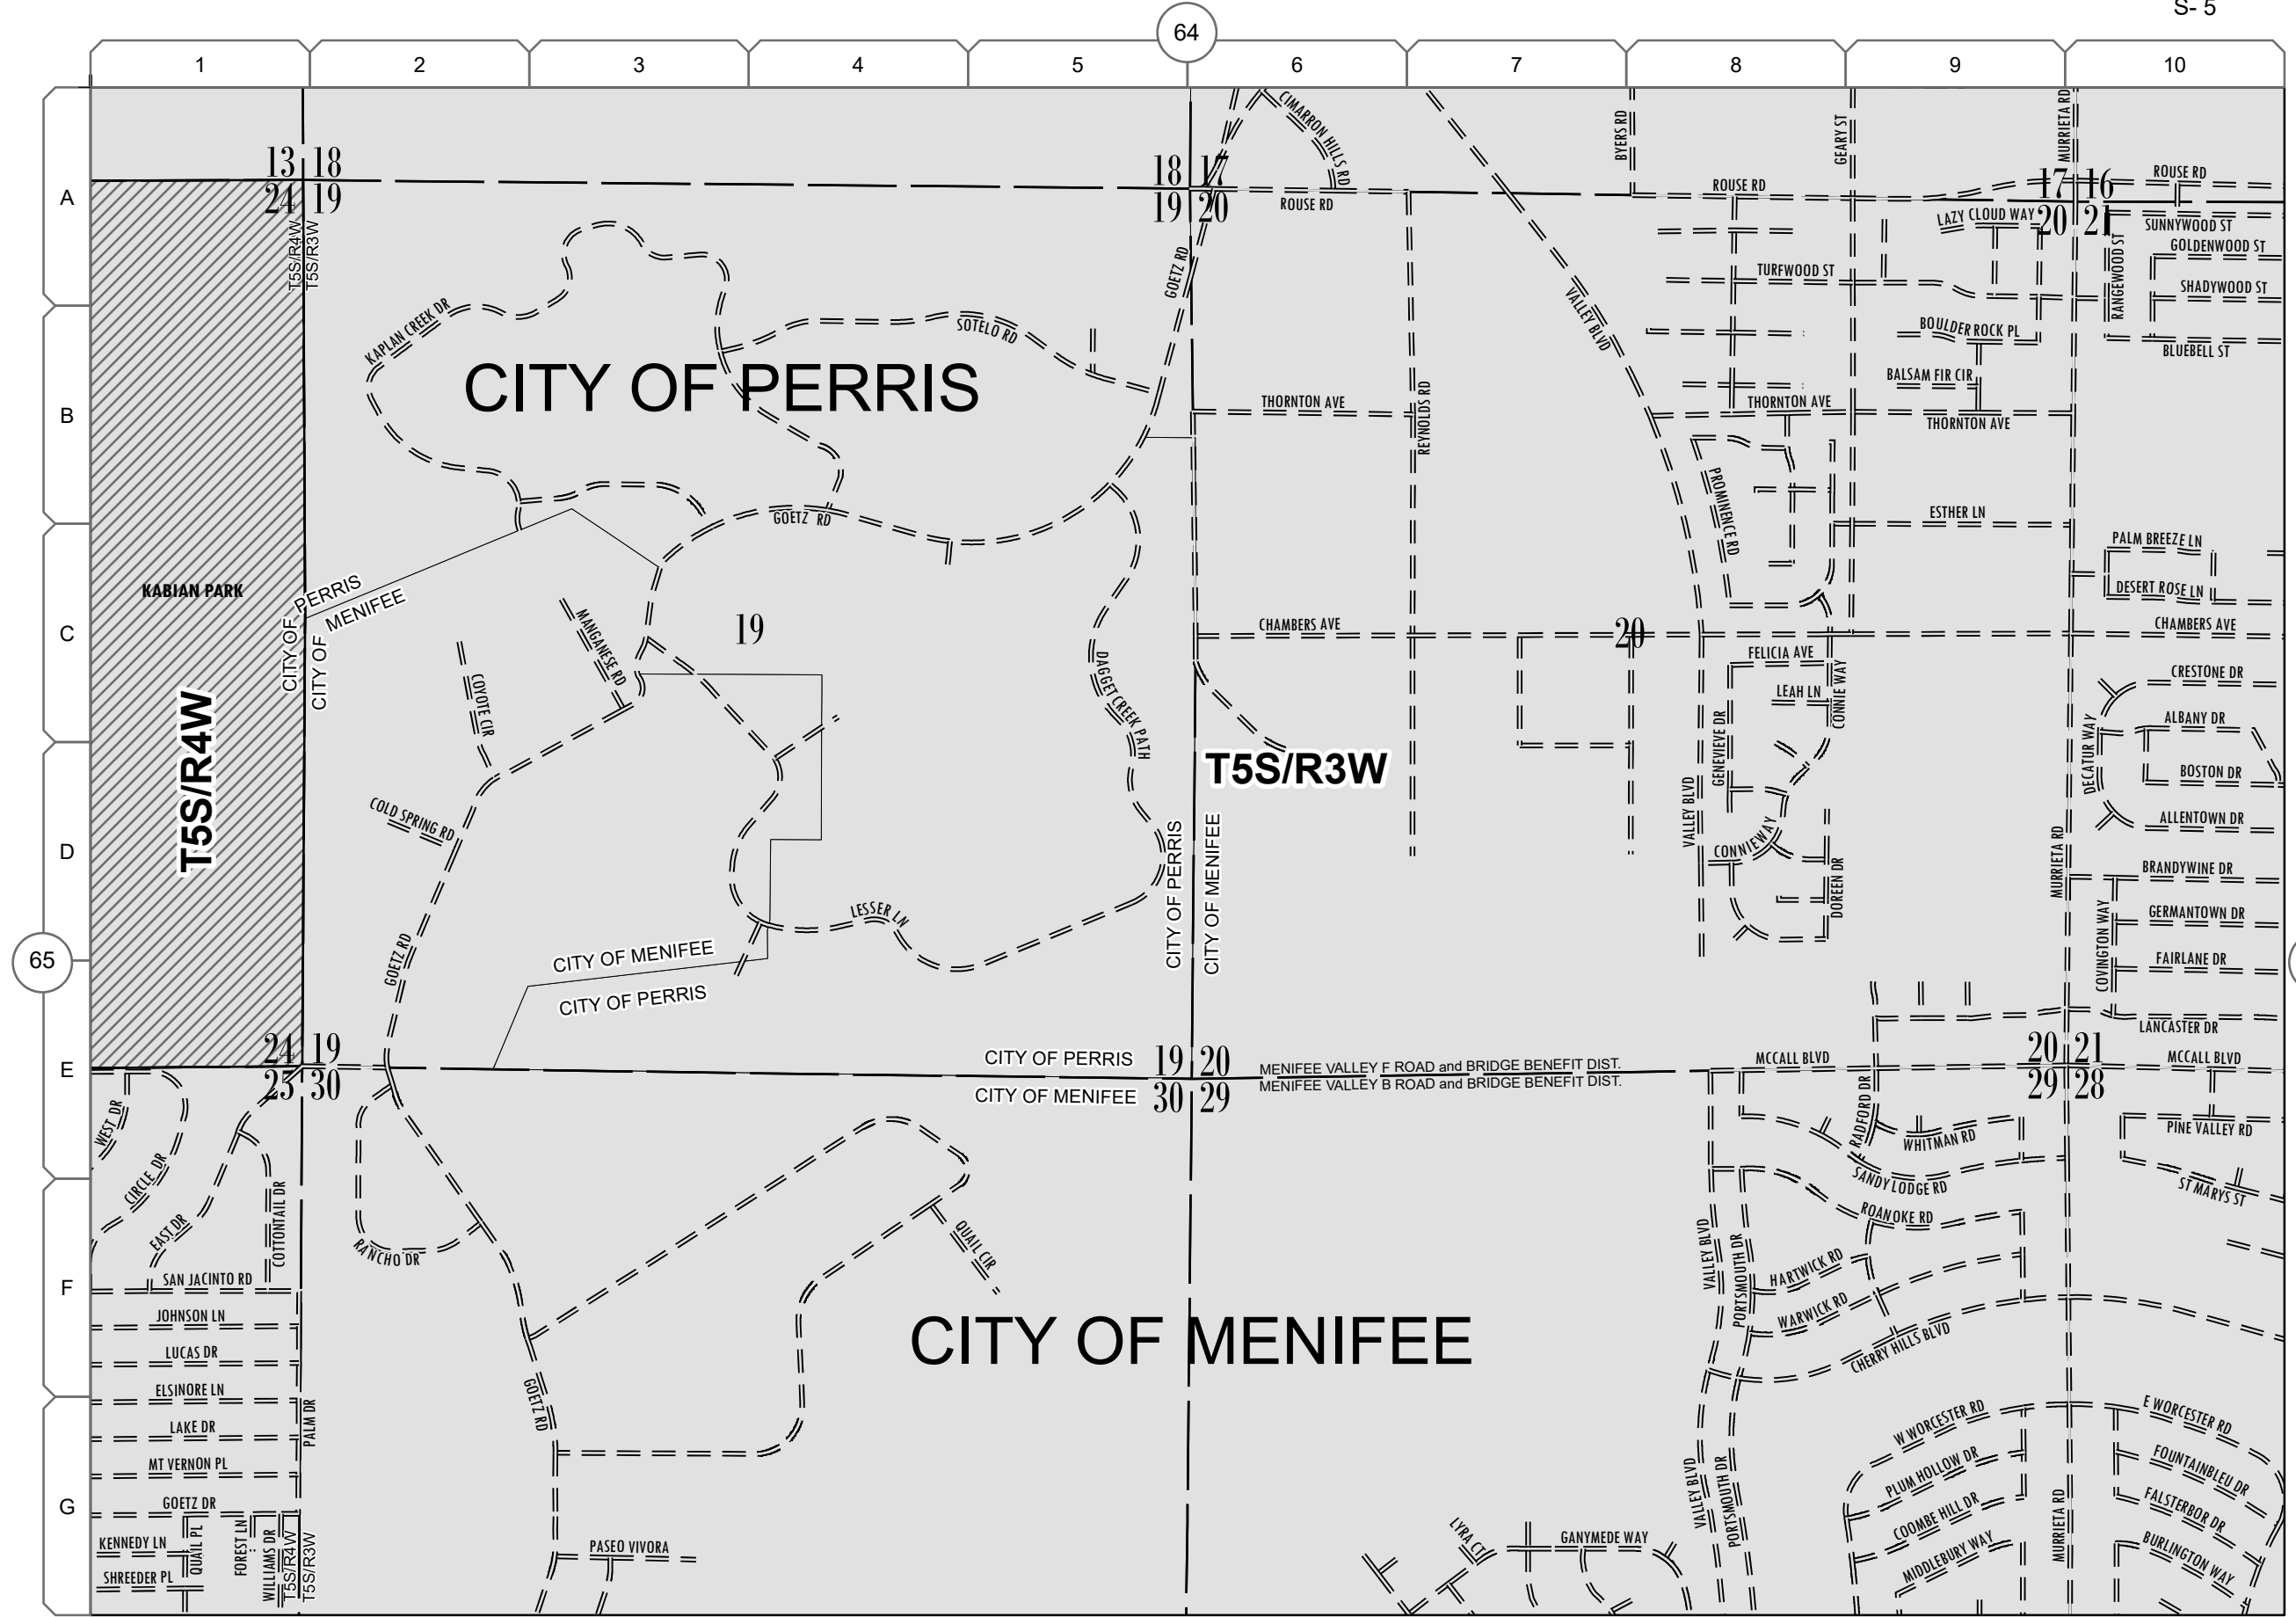 S- 5
64
1
2
3
4
5
6
7
8
9
10
A
B
C
D
E
F
G
65
CIMARRON HILLS RD
BYERS RD
GEARY ST
MURRIETA RD
13 18
24 19
18 17
19 20
17 16
20 21
ROUSE RD
ROUSE RD
ROUSE RD
T5S/R4W
T5S/R3W
LAZY CLOUD WAY
SUNNYWOOD ST
GOLDENWOOD ST
RANGEWOOD ST
SHADYWOOD ST
TURFWOOD ST
GOETZ RD
VALLEY BLVD
KAPLAN CREEK DR
SOTELO RD
BOULDER ROCK PL
BLUEBELL ST
CITY OF PERRIS
BALSAM FIR CIR
THORNTON AVE
THORNTON AVE
THORNTON AVE
REYNOLDS RD
PROMINENCE RD
GOETZ RD
ESTHER LN
PALM BREEZE LN
DESERT ROSE LN
KABIAN PARK
CITY OF PERRIS
CITY OF MENIFEE
MANGANESE RD
19
CHAMBERS AVE
20
CHAMBERS AVE
COYOTE CIR
DAGGET CREEK PATH
FELICIA AVE
LEAH LN
CONNIE WAY
GENEVIEVE DR
CRESTONE DR
ALBANY DR
DECATUR WAY
BOSTON DR
ALLENTOWN DR
T5S/R4W
T5S/R3W
COLD SPRING RD
VALLEY BLVD
CONNIEWAY
DOREEN DR
MURRIETA RD
BRANDYWINE DR
GERMANTOWN DR
COVINGTON WAY
FAIRLANE DR
LANCASTER DR
LESSER LN
CITY OF PERRIS
CITY OF MENIFEE
GOETZ RD
CITY OF MENIFEE
CITY OF PERRIS
24 19
25 30
CITY OF PERRIS
CITY OF MENIFEE
19 20
30 29
MENIFEE VALLEY F ROAD and BRIDGE BENEFIT DIST.
MENIFEE VALLEY B ROAD and BRIDGE BENEFIT DIST.
MCCALL BLVD
20 21
29 28
MCCALL BLVD
WEST DR
CIRCLE DR
EAST DR
COTTONTAIL DR
RANCHO DR
RADFORD DR
WHITMAN RD
SANDY LODGE RD
PINE VALLEY RD
ST MARYS ST
ROANOKE RD
QUAIL CIR
VALLEY BLVD
PORTSMOUTH DR
HARTWICK RD
WARWICK RD
CHERRY HILLS BLVD
SAN JACINTO RD
JOHNSON LN
LUCAS DR
ELSINORE LN
LAKE DR
MT VERNON PL
GOETZ DR
PALM DR
GOETZ RD
CITY OF MENIFEE
W WORCESTER RD
E WORCESTER RD
PLUM HOLLOW DR
FOUNTAINBLEU DR
COOMBE HILL DR
FALSTERBOR DR
MIDDLEBURY WAY
BURLINGTON WAY
MURRIETA RD
VALLEY BLVD
PORTSMOUTH DR
KENNEDY LN
SHREEDER PL
QUAIL PL
FOREST LN
WILLIAMS DR
T5S/R4W
T5S/R3W
PASEO VIVORA
LYRA CT
GANYMEDE WAY